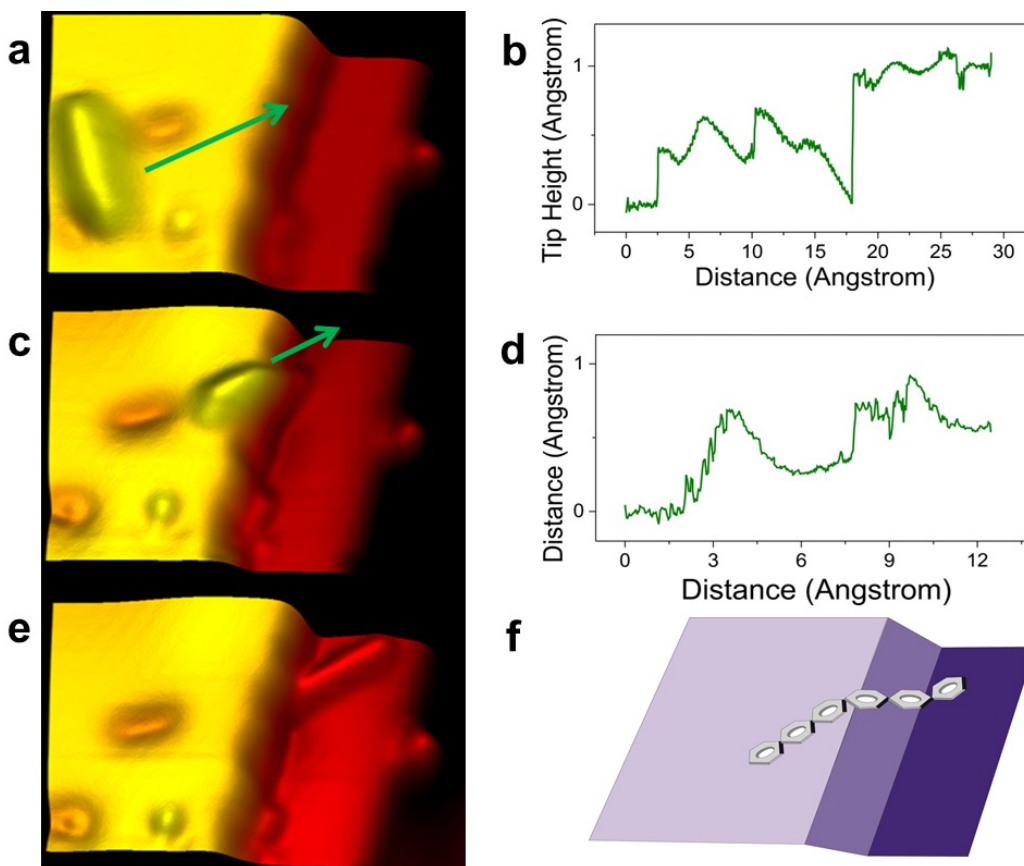 a
b
Tip Height (Angstrom)
1
0
0 5 10 15 20 25 30
Distance (Angstrom)
c
d
Distance (Angstrom)
1
0
0 3 6 9 12
Distance (Angstrom)
e
f